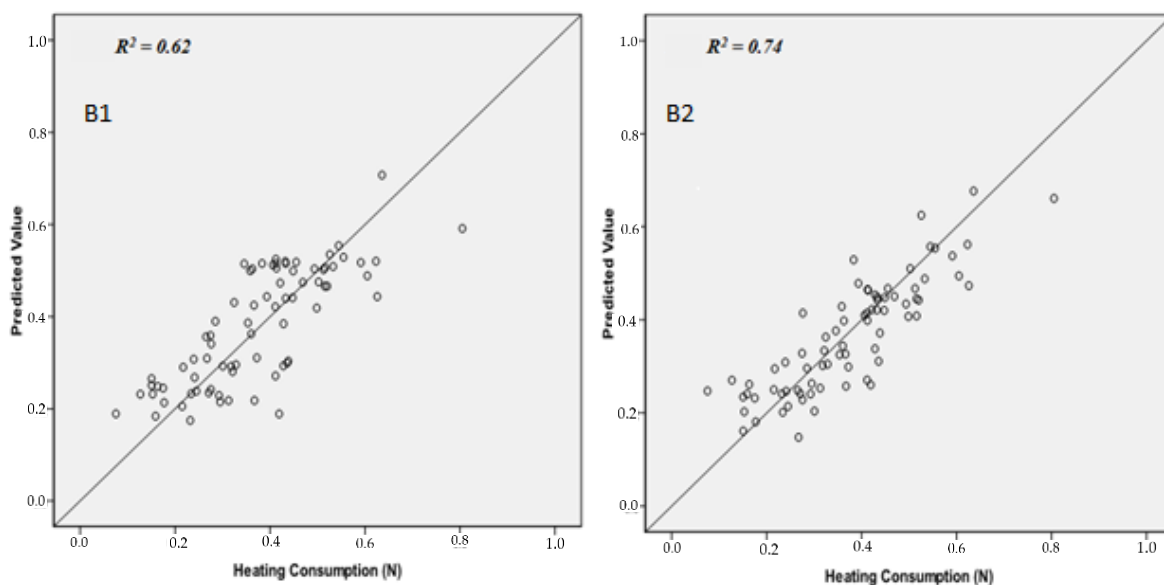 R² = 0.62
B1
Predicted Value
1.0
0.8
0.6
0.4
0.2
0.0
0.0 0.2 0.4 0.6 0.8 1.0
Heating Consumption (N)
R² = 0.74
B2
Predicted Value
1.0
0.8
0.6
0.4
0.2
0.0
0.0 0.2 0.4 0.6 0.8 1.0
Heating Consumption (N)